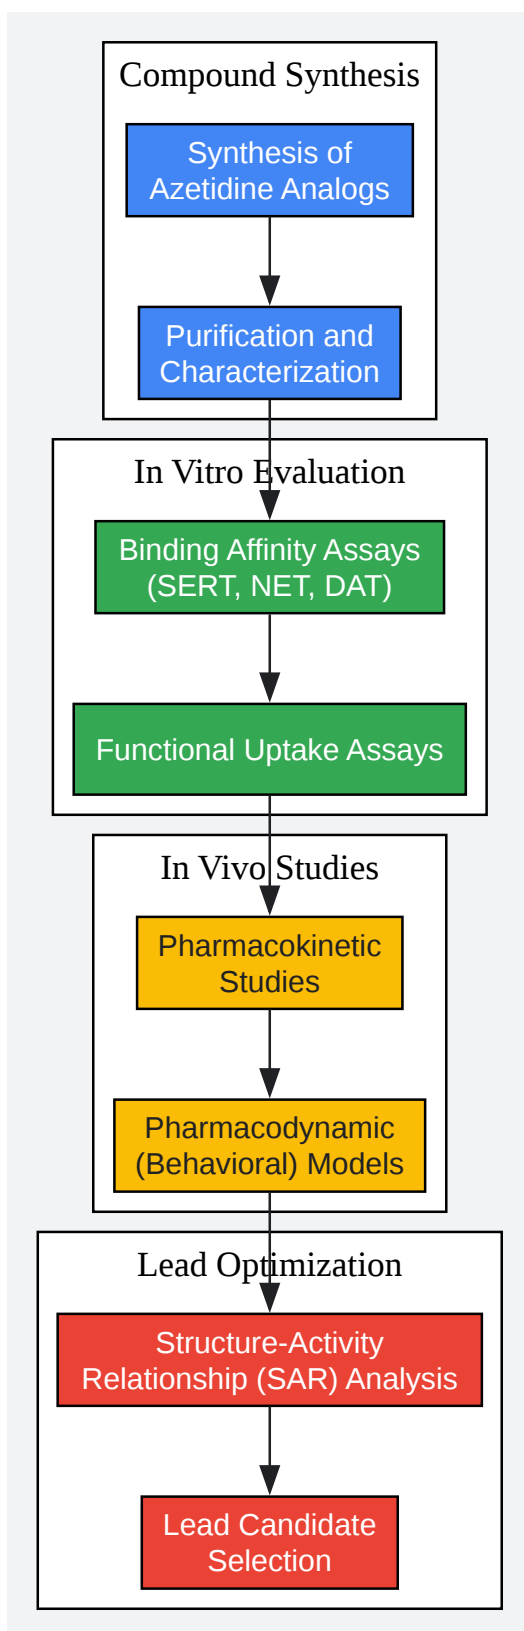 Compound Synthesis
Synthesis of
Azetidine Analogs
Purification and
Characterization
In Vitro Evaluation
Binding Affinity Assays
(SERT, NET, DAT)
Functional Uptake Assays
In Vivo Studies
Pharmacokinetic
Studies
Pharmacodynamic
(Behavioral) Models
Lead Optimization
Structure-Activity
Relationship (SAR) Analysis
Lead Candidate
Selection